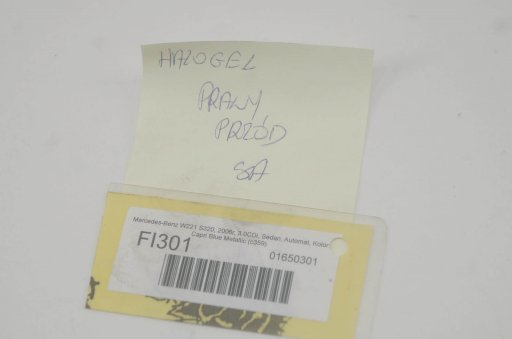 HALOGEL
PRAWY
PRZÓD
SA
Mercedes-Benz W221 S320, 2006r, 3.0CDI, Sedan, Automat, Kolor
Capri Blue Metallic (c359)
FI301
01650301